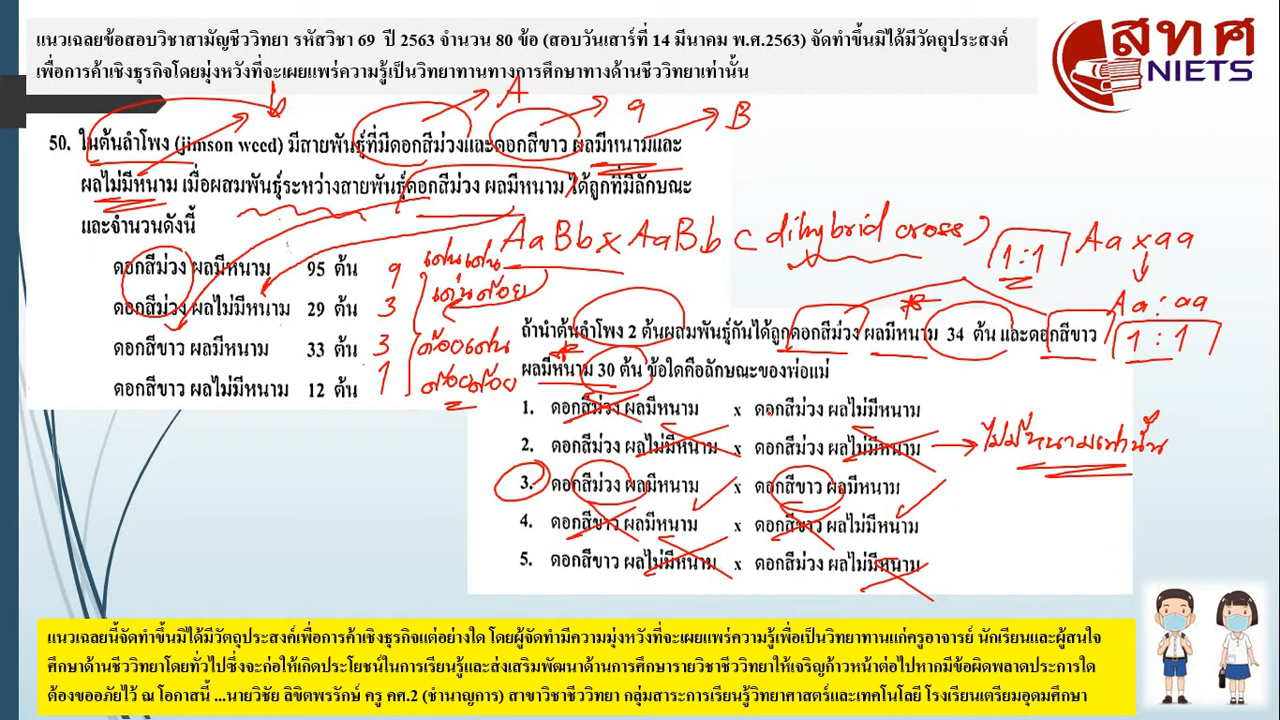 แนวเฉลยข้อสอบวิชาสามัญชีววิทยา รหัสวิชา 69 ปี 2563 จำนวน 80 ข้อ (สอบวันเสาร์ที่ 14 มีนาคม พ.ศ.2563) จัดทำขึ้นมิได้มีวัตถุประสงค์
เพื่อการค้าเชิงธุรกิจโดยมุ่งหวังที่จะเผยแพร่ความรู้เป็นวิทยาทานทางการศึกษาทางด้านชีววิทยาเท่านั้น
สทศ
NIETS
b
A
a
B
50. ในต้นลำโพง (jimson weed) มีสายพันธุ์ที่มีดอกสีม่วงและดอกสีขาว ผลมีหนามและ
ผลไม่มีหนาม เมื่อผสมพันธุ์ระหว่างสายพันธุ์ดอกสีม่วง ผลมีหนาม ได้ลูกที่มีลักษณะ
และจำนวนดังนี้
AaBb x AaBb (dihybrid cross)
1:1
Aa x aa
Aa : aa
1 : 1
ดอกสีม่วง ผลมีหนาม 95 ต้น 9 เด่นเด่น
ดอกสีม่วง ผลไม่มีหนาม 29 ต้น 3 เด่นด้อย
ดอกสีขาว ผลมีหนาม 33 ต้น 3 ด้อยเด่น
ดอกสีขาว ผลไม่มีหนาม 12 ต้น 1 ด้อยด้อย
ถ้านำต้นลำโพง 2 ต้นผสมพันธุ์กันได้ลูกดอกสีม่วง ผลมีหนาม 34 ต้น และดอกสีขาว
ผลมีหนาม 30 ต้น ข้อใดคือลักษณะของพ่อแม่
1. ดอกสีม่วง ผลมีหนาม x ดอกสีม่วง ผลไม่มีหนาม
2. ดอกสีม่วง ผลไม่มีหนาม x ดอกสีม่วง ผลไม่มีหนาม ไม่มีหนามเท่านั้น
3. ดอกสีม่วง ผลมีหนาม x ดอกสีขาว ผลมีหนาม
4. ดอกสีขาว ผลมีหนาม x ดอกสีขาว ผลไม่มีหนาม
5. ดอกสีขาว ผลไม่มีหนาม x ดอกสีม่วง ผลไม่มีหนาม
แนวเฉลยนี้จัดทำขึ้นมิได้มีวัตถุประสงค์เพื่อการค้าเชิงธุรกิจแต่อย่างใด โดยผู้จัดทำมีความมุ่งหวังที่จะเผยแพร่ความรู้เพื่อเป็นวิทยาทานแก่ครูอาจารย์ นักเรียนและผู้สนใจ
ศึกษาด้านชีววิทยาโดยทั่วไปซึ่งจะก่อให้เกิดประโยชน์ในการเรียนรู้และส่งเสริมพัฒนาด้านการศึกษารายวิชาชีววิทยาให้เจริญก้าวหน้าต่อไปหากมีข้อผิดพลาดประการใด
ต้องขออภัยไว้ ณ โอกาสนี้ ...นายวิชัย ลิขิตพรรักษ์ ครู คศ.2 (ชำนาญการ) สาขาวิชาชีววิทยา กลุ่มสาระการเรียนรู้วิทยาศาสตร์และเทคโนโลยี โรงเรียนเตรียมอุดมศึกษา